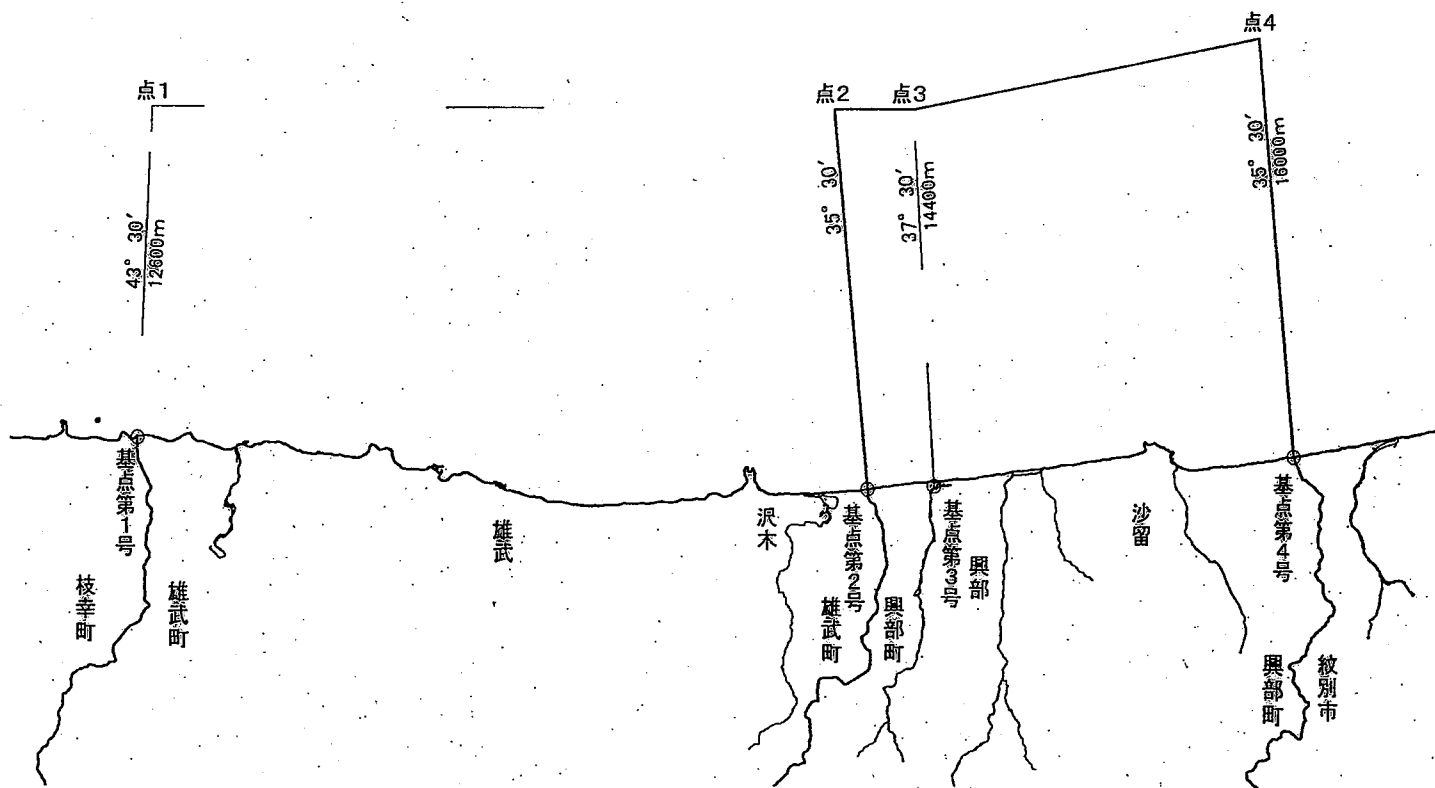 点4
点1
点2
点3
43° 30′
12600m
35° 30′
37° 30′
14400m
35° 30′
16000m
基点第1号
枝幸町
雄武町
雄武
沢木
基点第2号
雄武町
興部町
基点第3号
興部
沙留
基点第4号
興部町
紋別市